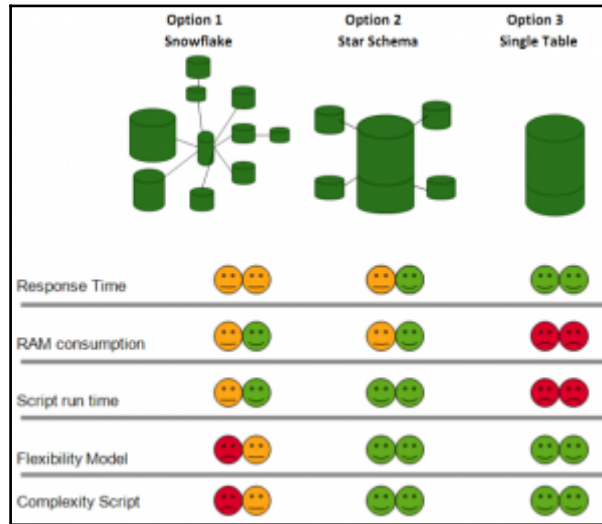 Option 1
Snowflake
Option 2
Star Schema
Option 3
Single Table
Response Time
RAM consumption
Script run time
Flexibility Model
Complexity Script